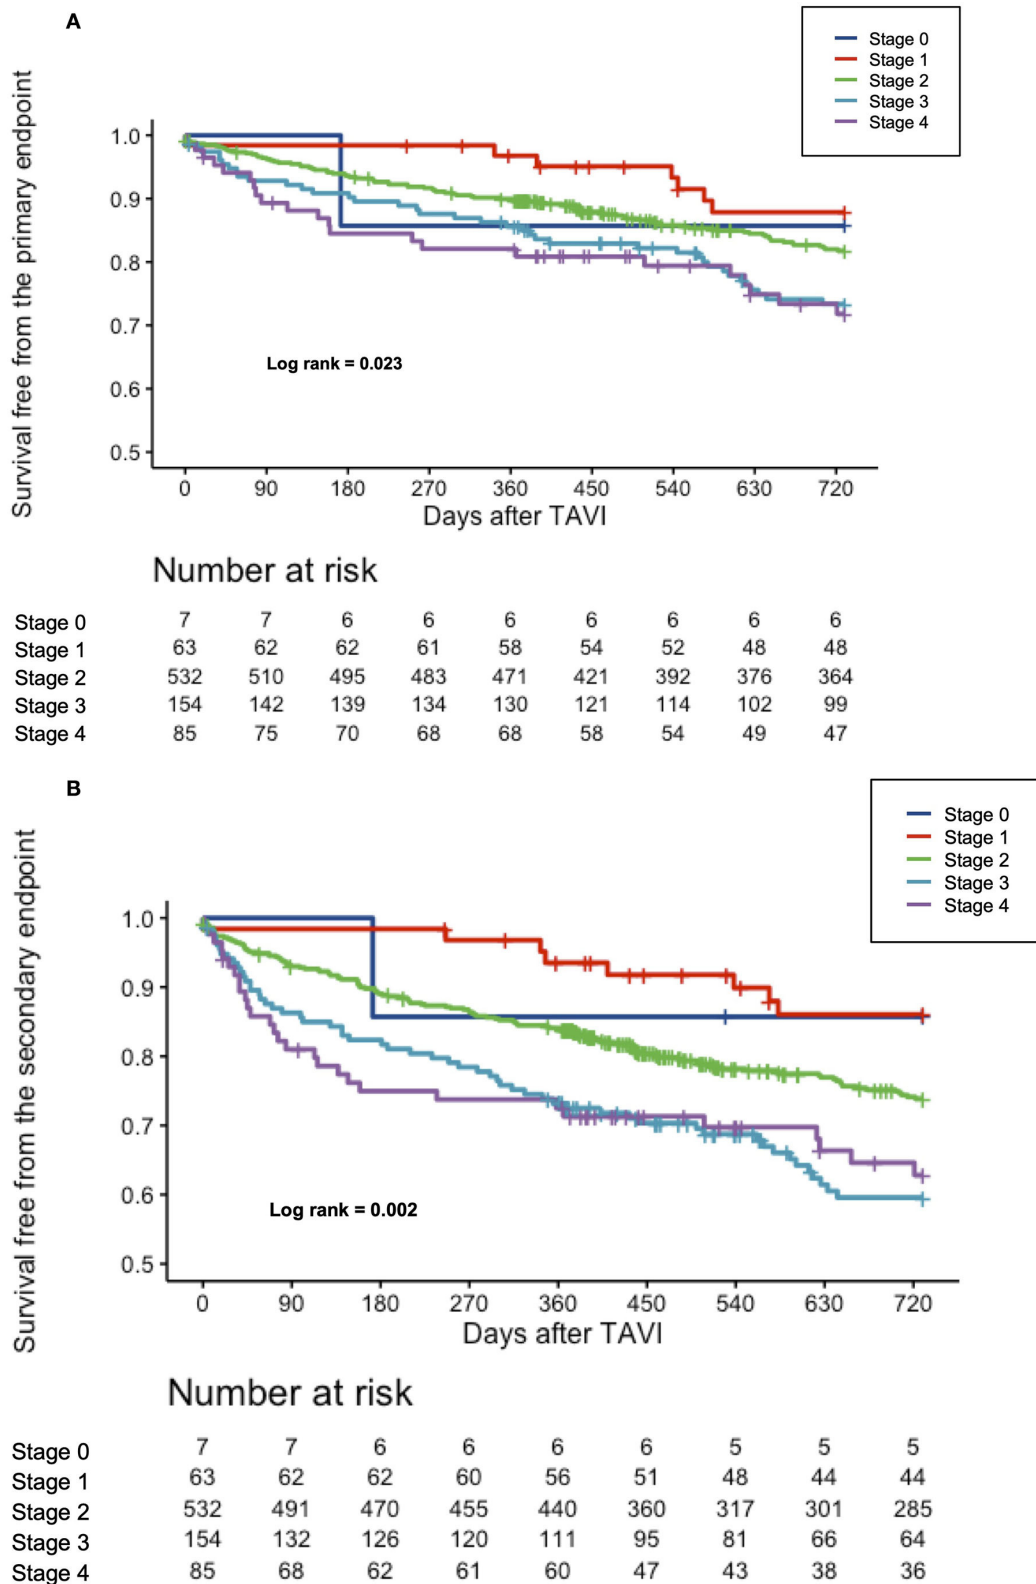 A
Stage 0
Stage 1
Stage 2
Stage 3
Stage 4
Survival free from the primary endpoint
1.0
0.9
0.8
0.7
0.6
0.5
Log rank = 0.023
0 90 180 270 360 450 540 630 720
Days after TAVI
Number at risk
Stage 0 7 7 6 6 6 6 6 6 6
Stage 1 63 62 62 61 58 54 52 48 48
Stage 2 532 510 495 483 471 421 392 376 364
Stage 3 154 142 139 134 130 121 114 102 99
Stage 4 85 75 70 68 68 58 54 49 47
B
Stage 0
Stage 1
Stage 2
Stage 3
Stage 4
Survival free from the secondary endpoint
1.0
0.9
0.8
0.7
0.6
0.5
Log rank = 0.002
0 90 180 270 360 450 540 630 720
Days after TAVI
Number at risk
Stage 0 7 7 6 6 6 6 5 5 5
Stage 1 63 62 62 60 56 51 48 44 44
Stage 2 532 491 470 455 440 360 317 301 285
Stage 3 154 132 126 120 111 95 81 66 64
Stage 4 85 68 62 61 60 47 43 38 36